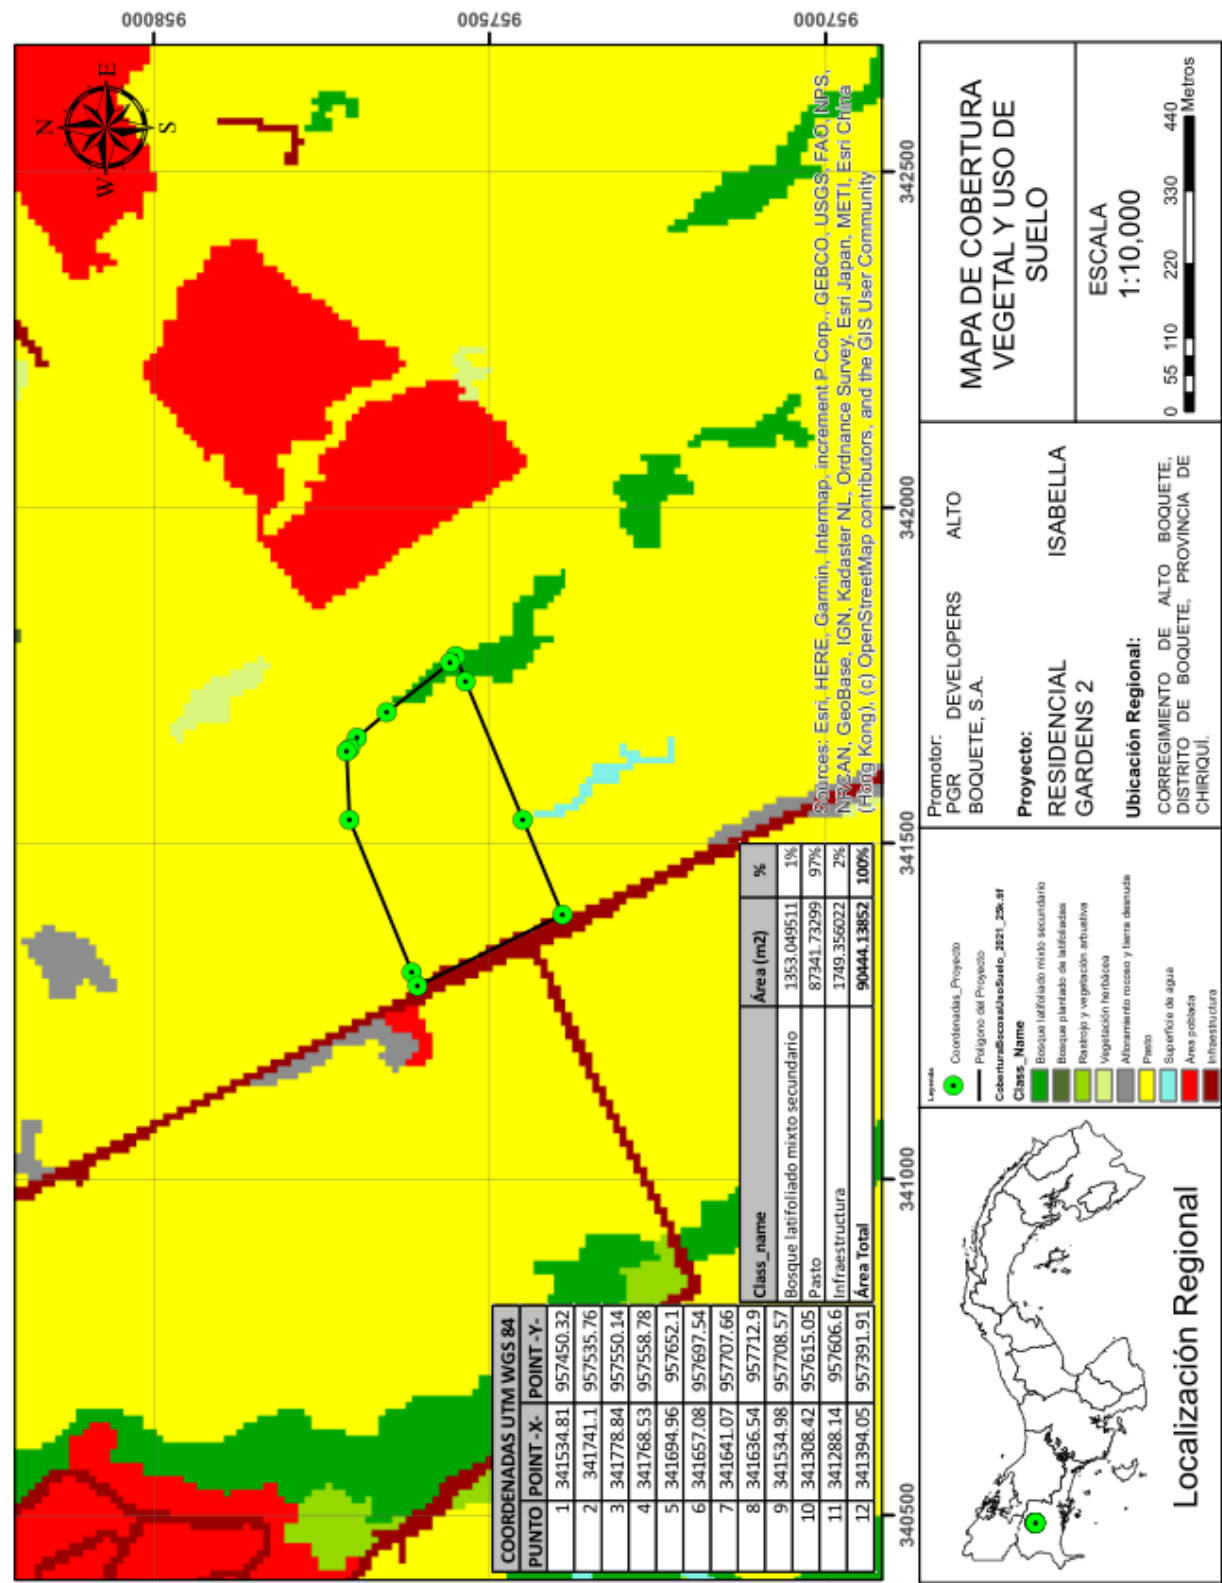 958000
957500
957000
N
W
E
S
340500
341000
341500
342000
342500
COORDENADAS UTM WGS 84
PUNTO POINT -X- POINT -Y-
1 341534.81 957450.32
2 341741.1 957535.76
3 341778.84 957550.14
4 341768.53 957558.78
5 341694.96 957652.1
6 341657.08 957697.54
7 341641.07 957707.66
8 341636.54 957712.9
9 341534.98 957708.57
10 341308.42 957615.05
11 341288.14 957606.6
12 341394.05 957391.91
Class_name Área (m2) %
Bosque latifoliado mixto secundario 1353.049511 1%
Pasto 87341.73299 97%
Infraestructura 1749.356022 2%
Área Total 90444.13852 100%
Sources: Esri, HERE, Garmin, Intermap, increment P Corp., GEBCO, USGS, FAO, NPS,
NRCAN, GeoBase, IGN, Kadaster NL, Ordnance Survey, Esri Japan, METI, Esri China
(Hong Kong), (c) OpenStreetMap contributors, and the GIS User Community
Localización Regional
Leyenda
Coordenadas_Proyecto
Polígono del Proyecto
CoberturaBocosaUsoSuelo_2021_25k.tif
Class_Name
Bosque latifoliado mixto secundario
Bosque plantado de latifoliadas
Rastrojo y vegetación arbustiva
Vegetación herbácea
Afloramiento rocoso y tierra desnuda
Pasto
Superficie de agua
Área poblada
Infraestructura
Promotor:
PGR DEVELOPERS ALTO
BOQUETE, S.A.
Proyecto:
RESIDENCIAL ISABELLA
GARDENS 2
Ubicación Regional:
CORREGIMIENTO DE ALTO BOQUETE,
DISTRITO DE BOQUETE, PROVINCIA DE
CHIRIQUÍ.
MAPA DE COBERTURA
VEGETAL Y USO DE
SUELO
ESCALA
1:10,000
0 55 110 220 330 440
Metros